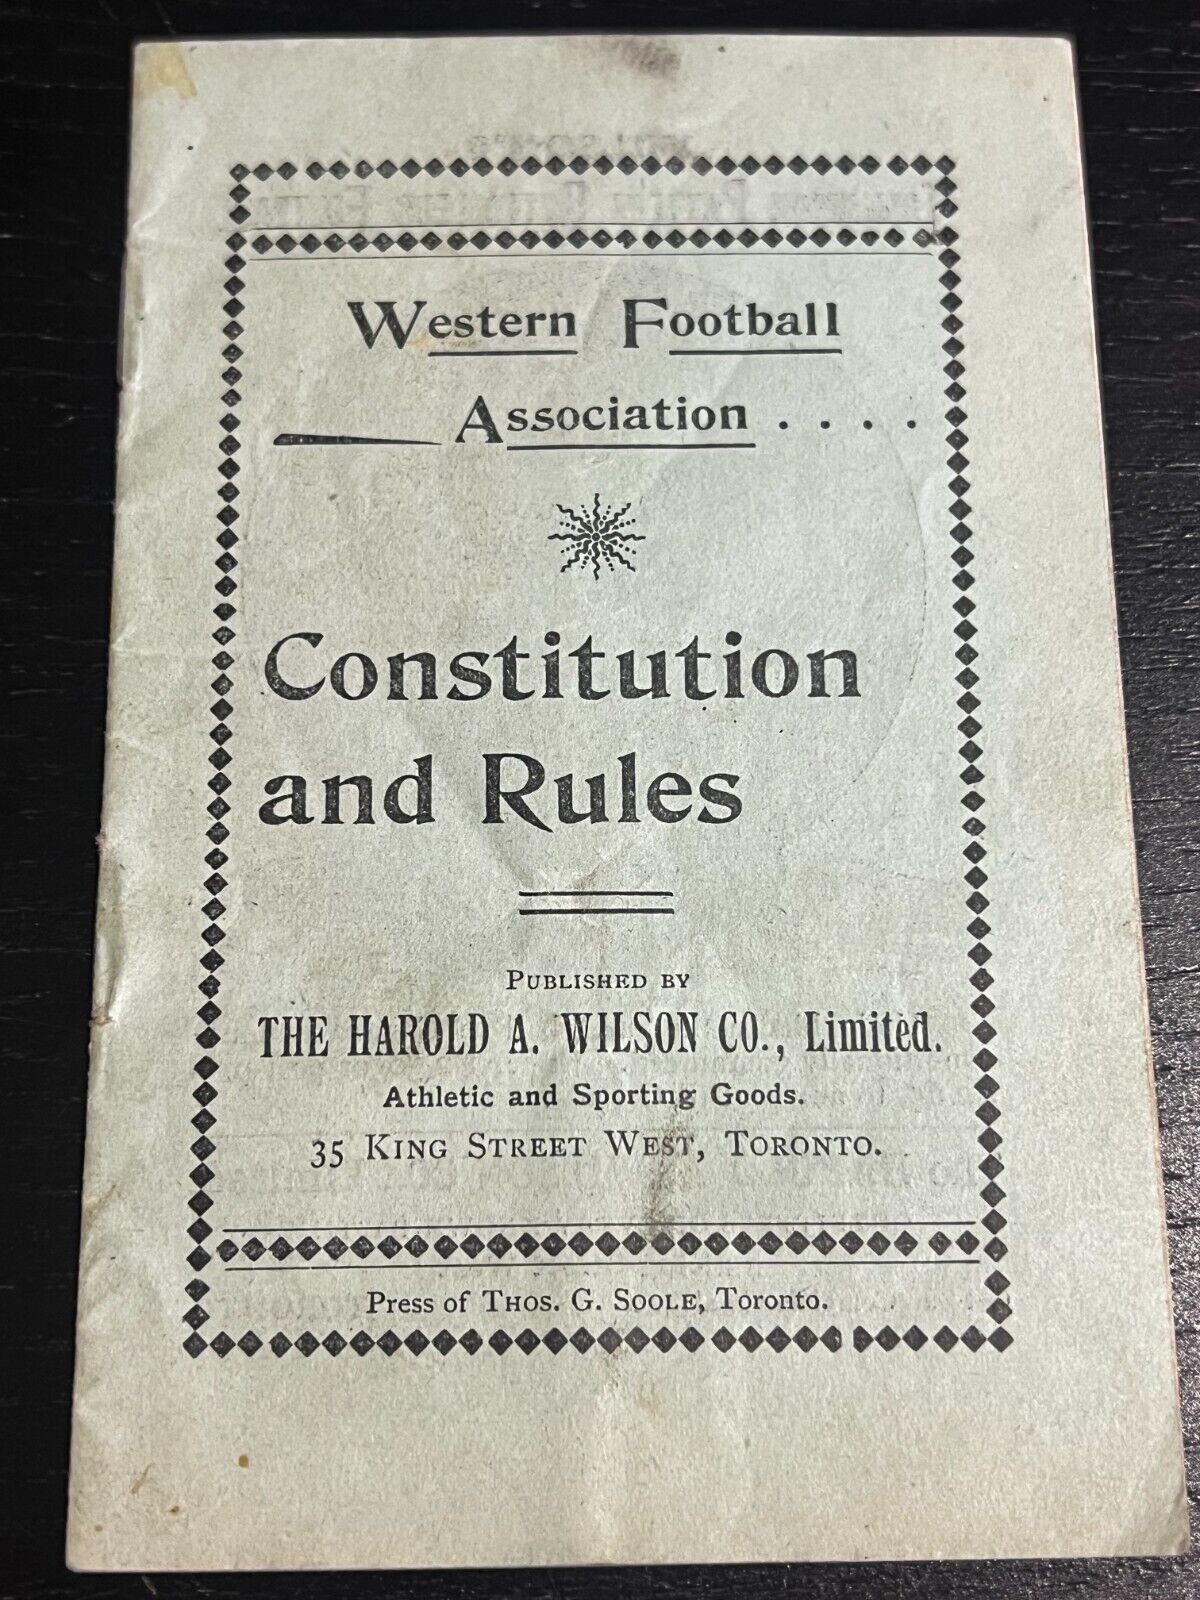 Western Football
Association . . . .
Constitution
and Rules
PUBLISHED BY
THE HAROLD A. WILSON CO., Limited.
Athletic and Sporting Goods.
35 KING STREET WEST, TORONTO.
Press of THOS. G. SOOLE, Toronto.